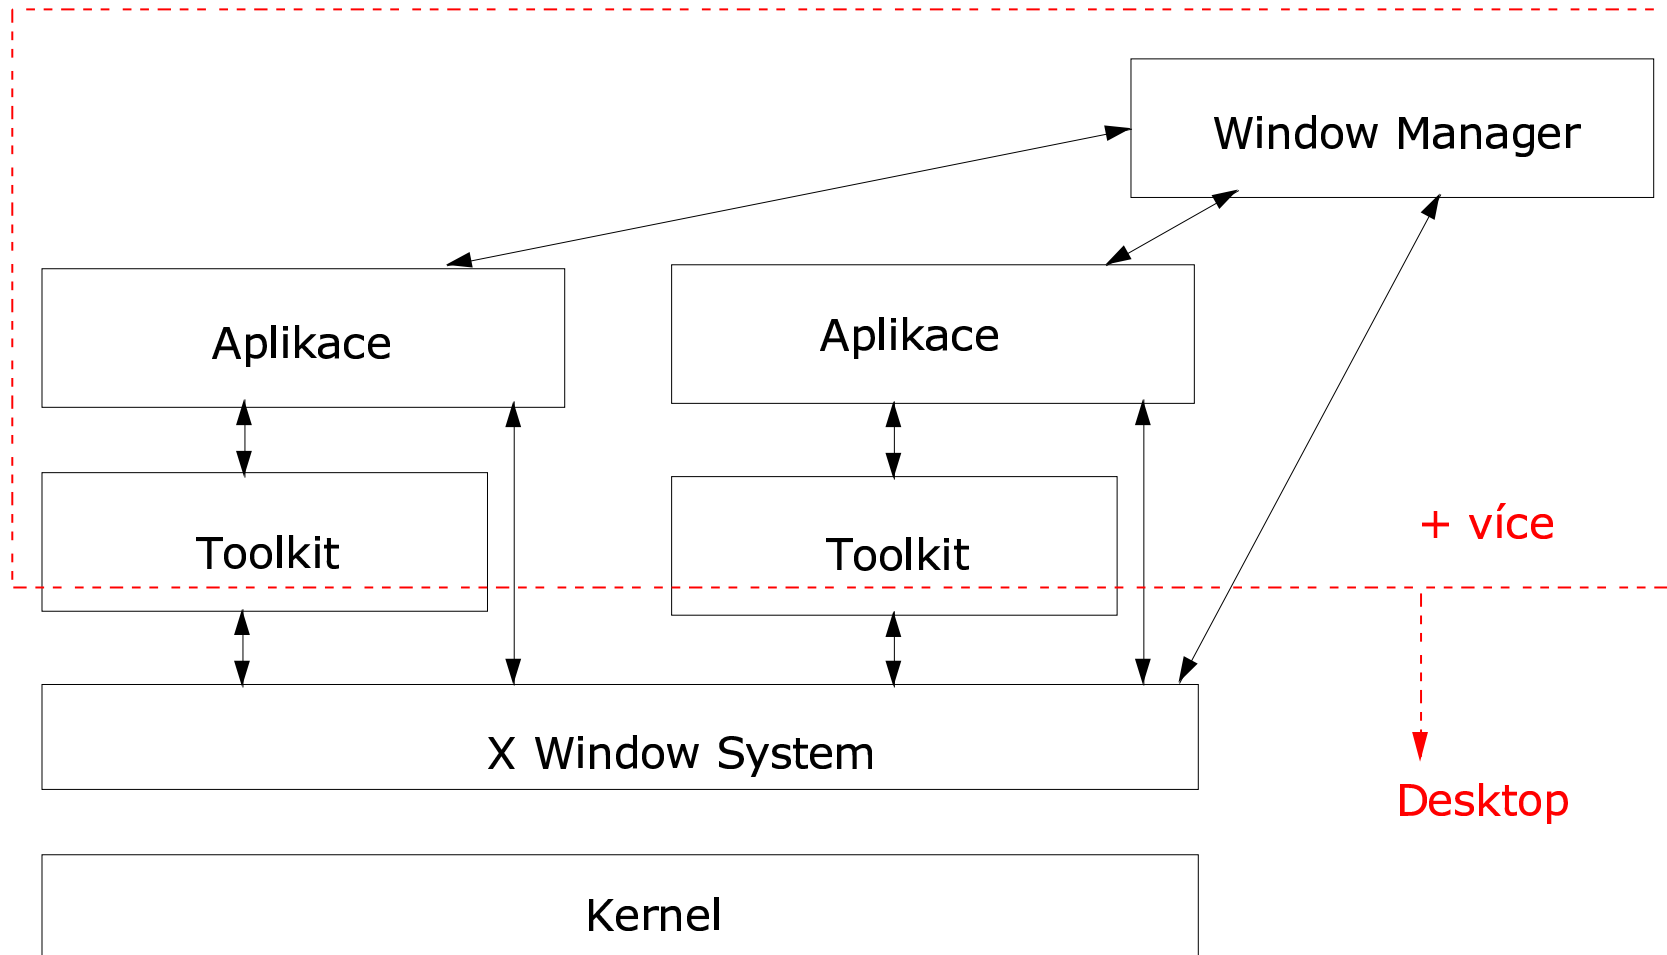 Window Manager
Aplikace
Aplikace
Toolkit
Toolkit
+ více
X Window System
Desktop
Kernel